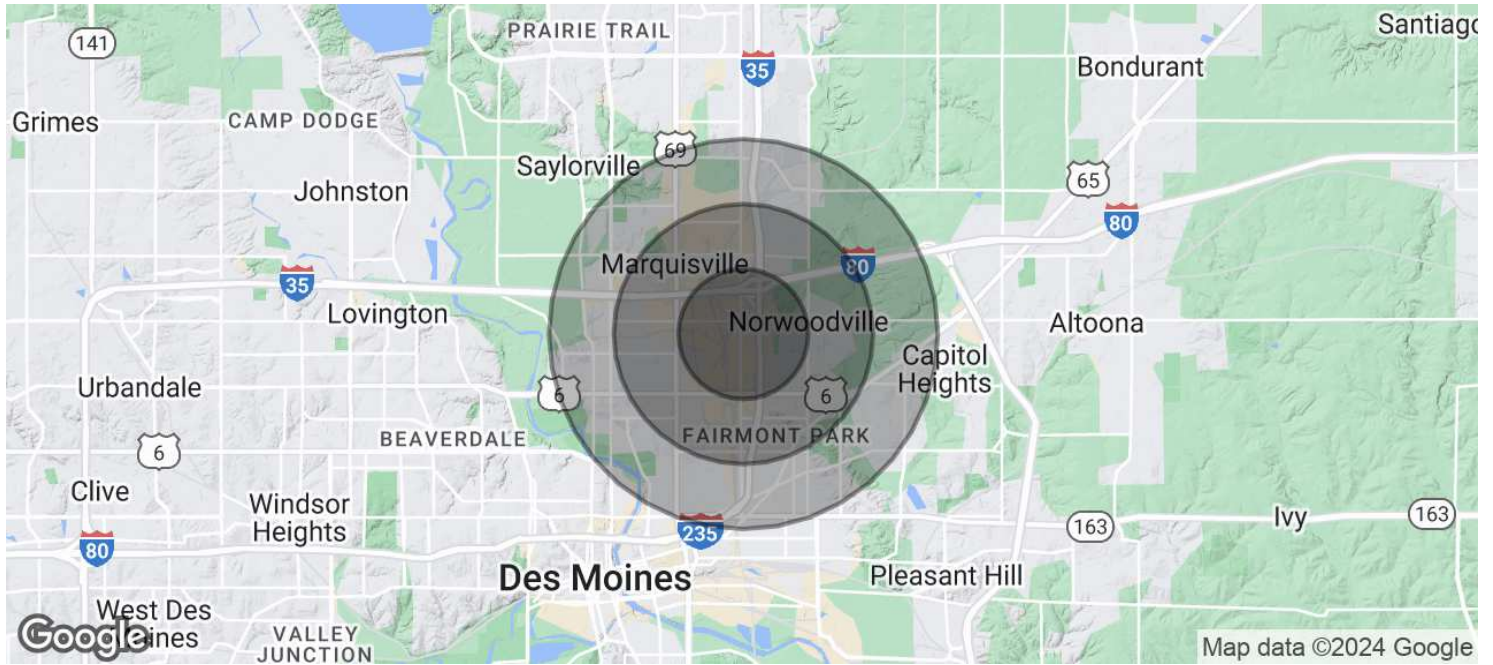 141
PRAIRIE TRAIL
35
Santiago
Bondurant
Grimes
CAMP DODGE
69
Saylorville
65
Johnston
80
Marquisville
80
35
Lovington
Norwoodville
Altoona
Capitol
Heights
Urbandale
6
6
BEAVERDALE
FAIRMONT PARK
6
Clive
Windsor
Heights
235
163
Ivy
163
80
Des Moines
Pleasant Hill
West Des
Moines
Google
VALLEY
JUNCTION
Map data ©2024 Google